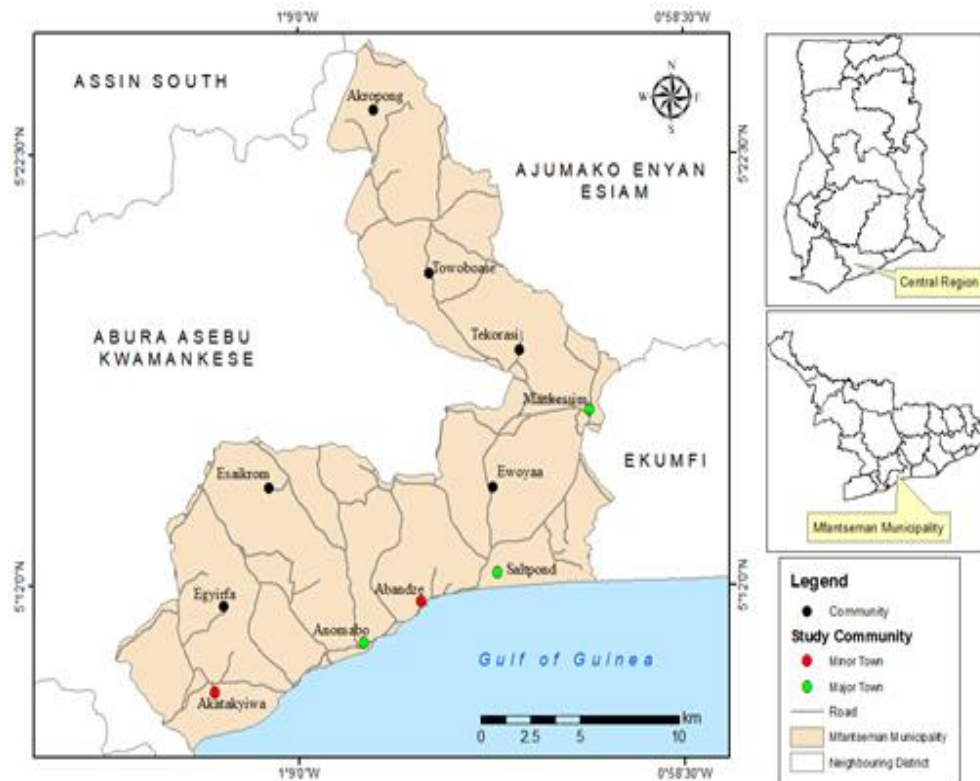 1°9'0"W
0°58'30"W
ASSIN SOUTH
Akropong
N
W
E
S
5°22'30"N
5°22'30"N
AJUMAKO ENYAN
ESIAM
Central Region
Towoboase
ABURA ASEBU
KWAMANKESE
Tekorasi
Mankessim
EKUMFI
Esaikrom
Ewoyaa
Mfantseman Municipality
Saltpond
Abandze
5°12'0"N
5°12'0"N
Egyirfa
Anomabo
Gulf of Guinea
Akatakyiwa
km
0 2.5 5 10
1°9'0"W
0°58'30"W
Legend
Community
Study Community
Minor Town
Major Town
Road
Mfantseman Municipality
Neighbouring District